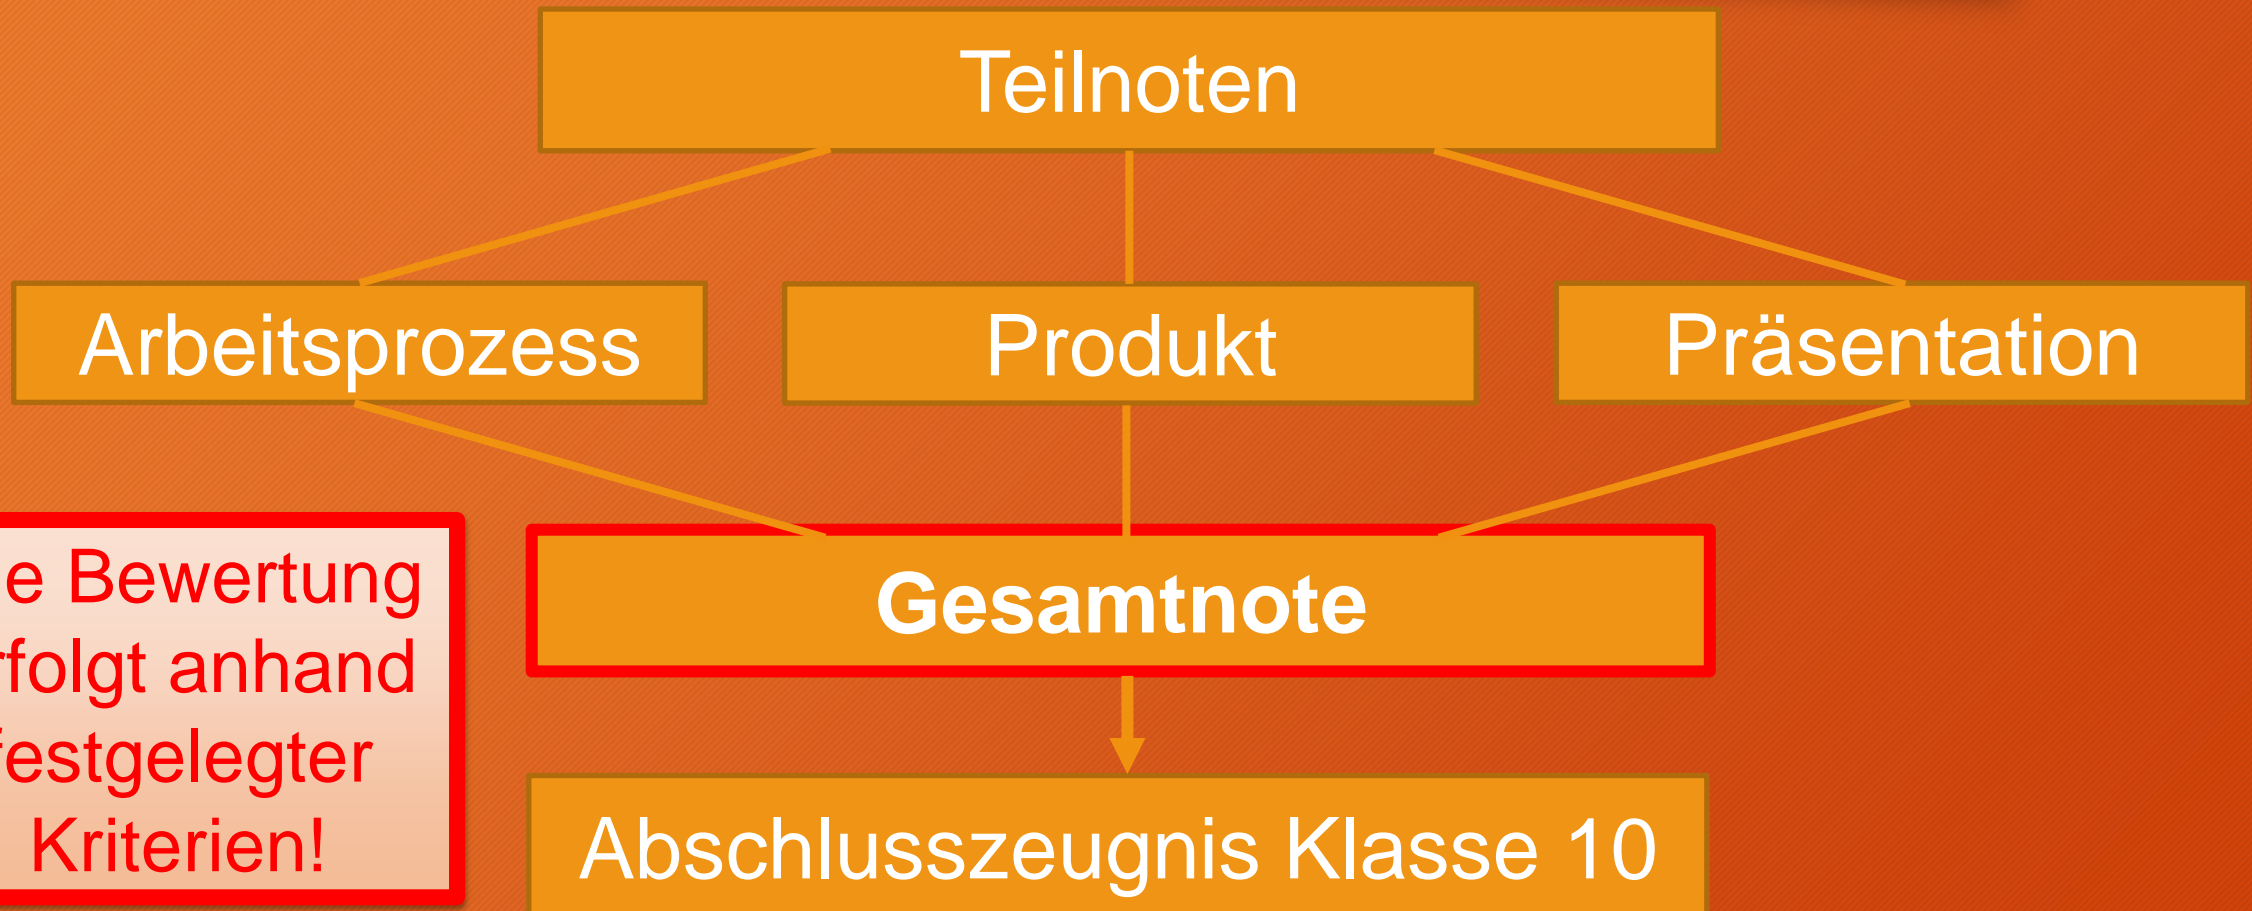 Teilnoten
Arbeitsprozess
Produkt
Präsentation
e Bewertung
rfolgt anhand
festgelegter
Kriterien!
Gesamtnote
Abschlusszeugnis Klasse 10